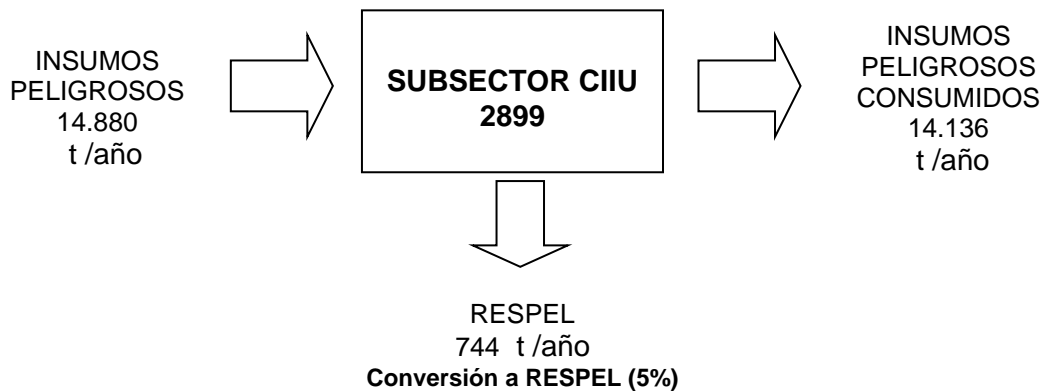 INSUMOS
PELIGROSOS
14.880
t /año
SUBSECTOR CIIU
2899
INSUMOS
PELIGROSOS
CONSUMIDOS
14.136
t /año
RESPEL
744 t /año
Conversión a RESPEL (5%)